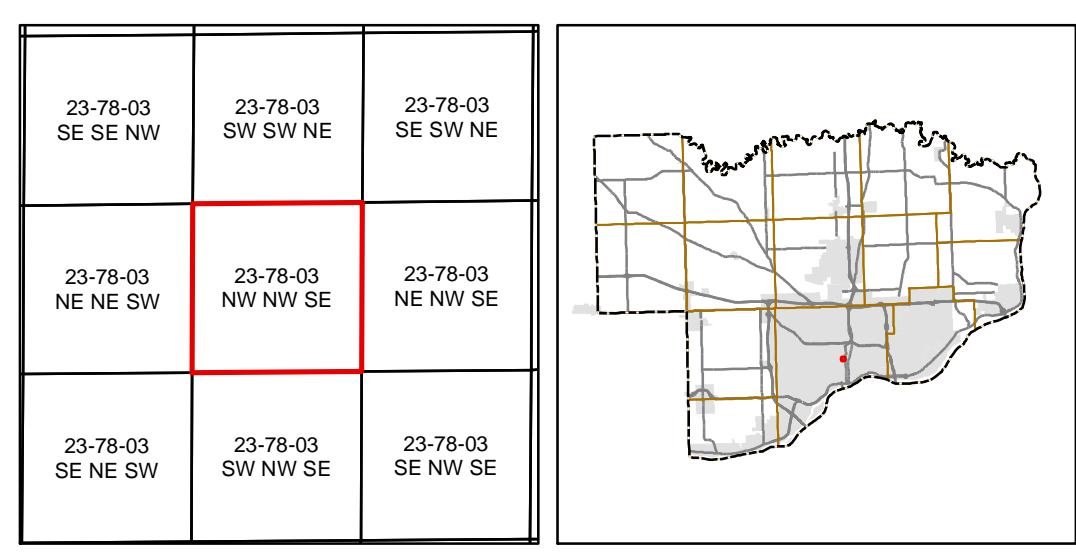 23-78-03
SE SE NW
23-78-03
SW SW NE
23-78-03
SE SW NE
23-78-03
NE NE SW
23-78-03
NW NW SE
23-78-03
NE NW SE
23-78-03
SE NE SW
23-78-03
SW NW SE
23-78-03
SE NW SE